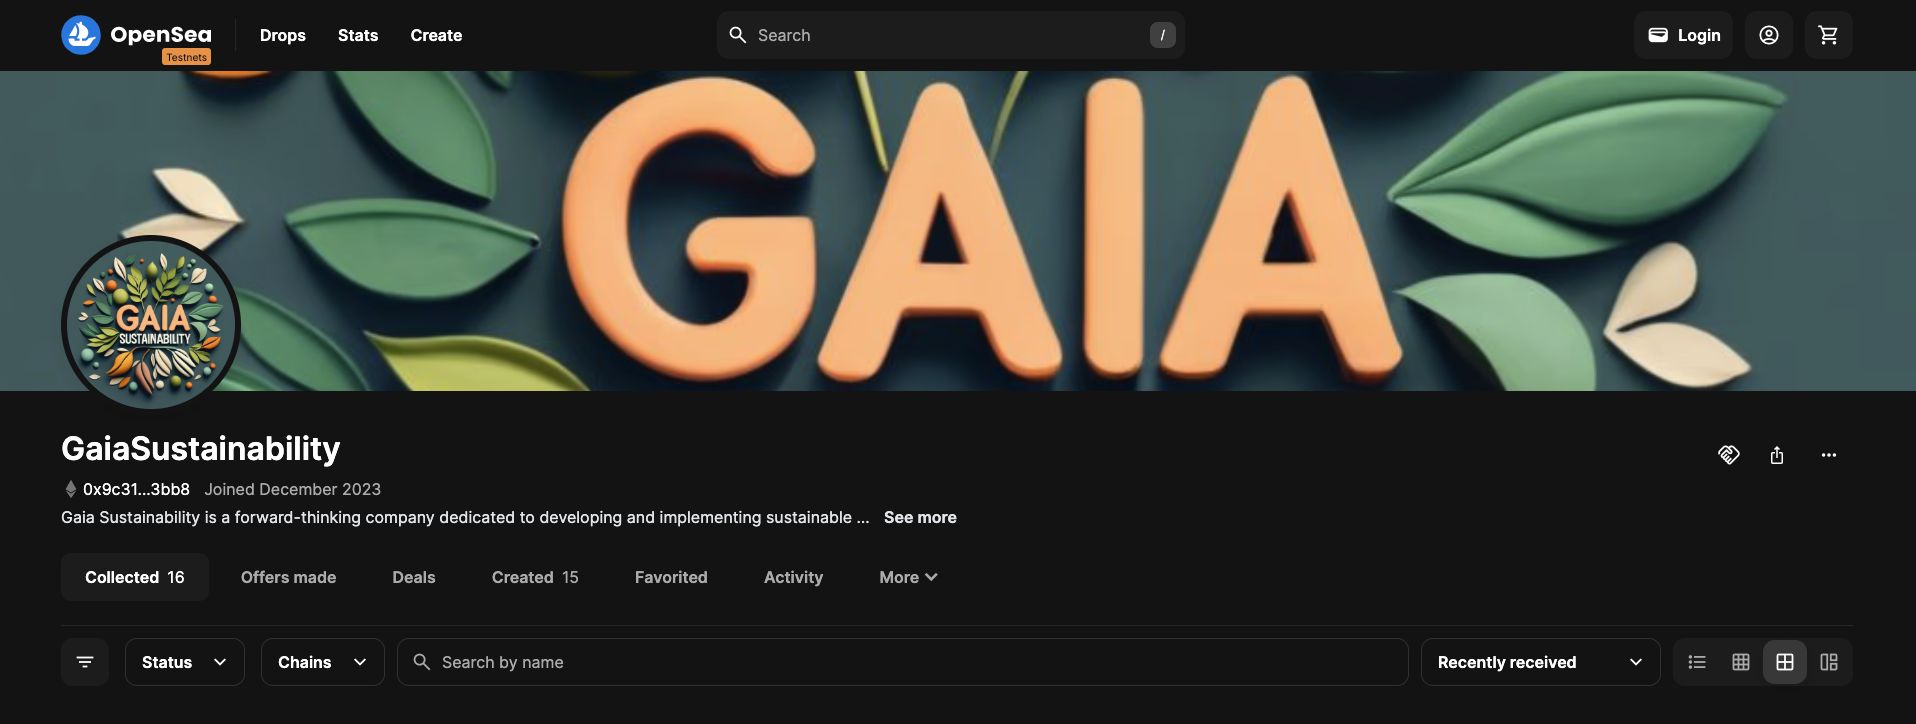 OpenSea
Testnets
Drops
Stats
Create
Search
/
Login
GAIA
GAIA
SUSTAINABILITY
GaiaSustainability
0x9c31...3bb8 Joined December 2023
Gaia Sustainability is a forward-thinking company dedicated to developing and implementing sustainable ... See more
Collected 16
Offers made
Deals
Created 15
Favorited
Activity
More
Status
Chains
Search by name
Recently received